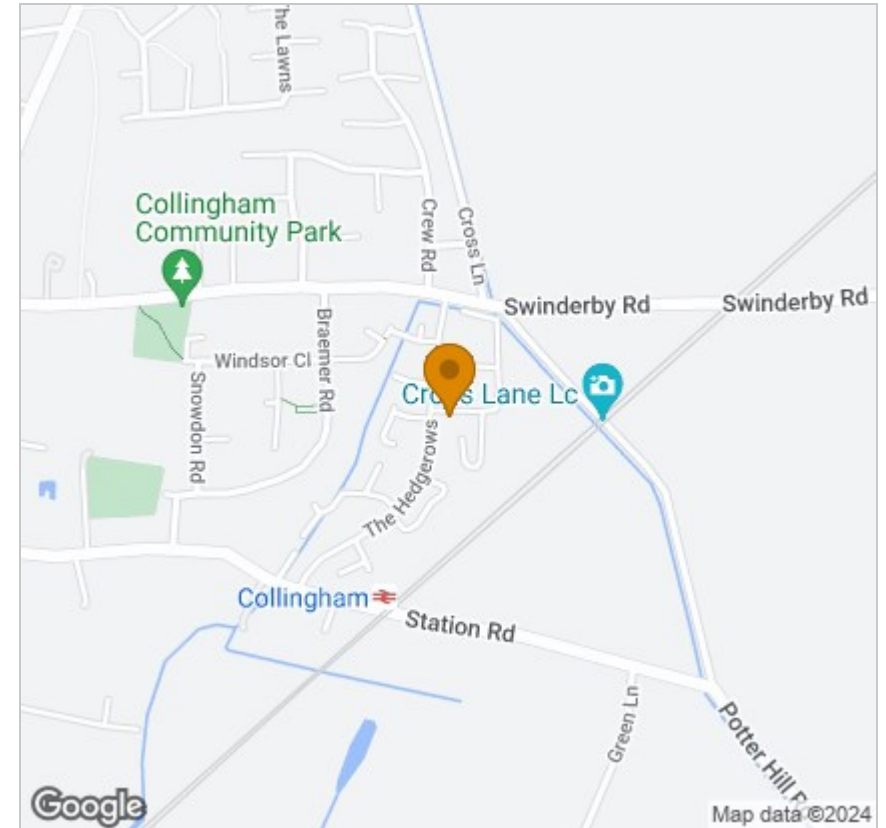 The Lawns
Collingham
Community Park
Crew Rd
Cross Ln
Swinderby Rd
Swinderby Rd
Braemer Rd
Windsor Cl
Snowdon Rd
Cross Lane Lc
The Hedgerows
Collingham
Station Rd
Green Ln
Potter Hill Rd
Google
Map data ©2024